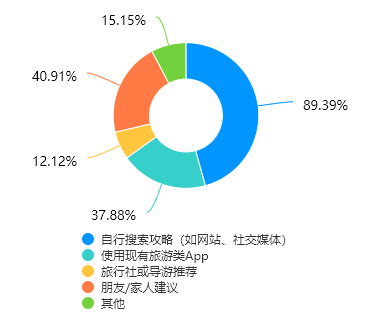 15.15%
40.91%
89.39%
12.12%
37.88%
自行搜索攻略（如网站、社交媒体）
使用现有旅游类App
旅行社或导游推荐
朋友/家人建议
其他